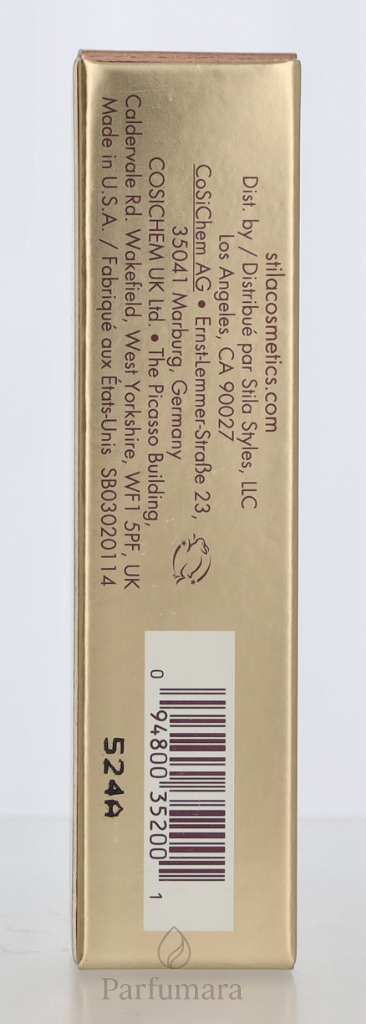 stilacosmetics.com
Dist. by / Distribué par Stila Styles, LLC
Los Angeles, CA 90027
CoSiChem AG • Ernst-Lemmer-Straße 23,
35041 Marburg, Germany
COSICHEM UK Ltd. • The Picasso Building,
Caldervale Rd. Wakefield, West Yorkshire, WF1 5PF, UK
Made in U.S.A. / Fabriqué aux États-Unis SB03020114
0 94800 35200 1
524A
Parfumara